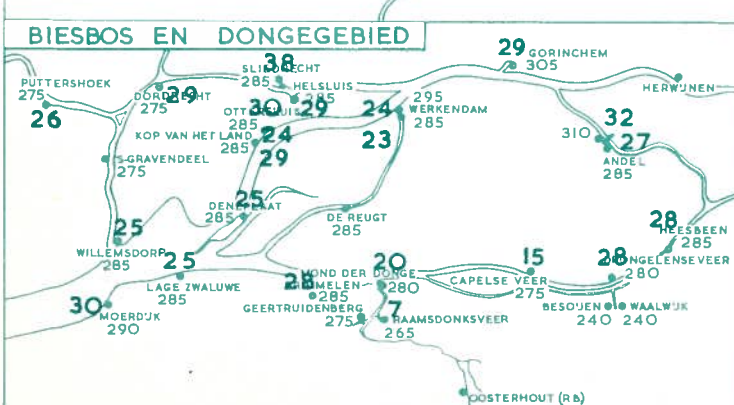 BIESBOS EN DONGEGEBIED
PUTTERSHOEK
275
26
29
DORDRECHT
275
38
SLIEDRECHT
285
HELSLUIS
285
30
29
OTTERSLUIS
285
KOP VAN HET LAND
285
24
29
29
GORINCHEM
305
HERWIJNEN
295
24
WERKENDAM
285
23
32
310
27
ANDEL
285
'S GRAVENDEEL
275
25
DENEPLAAT
285
DE REUGT
285
25
WILLEMSDORP
285
25
LAGE ZWALUWE
285
30
MOERDIJK
290
28
285
20
MOND DER DONGE
280
GEERTRUIDENBERG
275
7
RAAMSDONKSVEER
265
15
CAPELSE VEER
275
28
HEESBEEN
285
28
280
BESOIJEN
240
WAALWIJK
240
OOSTERHOUT (RB)